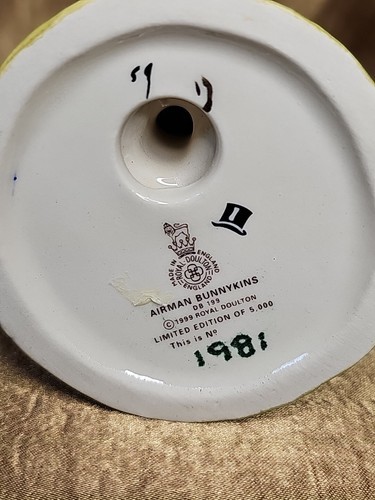 1
MADE IN ENGLAND
ROYAL DOULTON
ENGLAND
AIRMAN BUNNYKINS
DB 199
© 1999 ROYAL DOULTON
LIMITED EDITION OF 5,000
This is Nº
1981